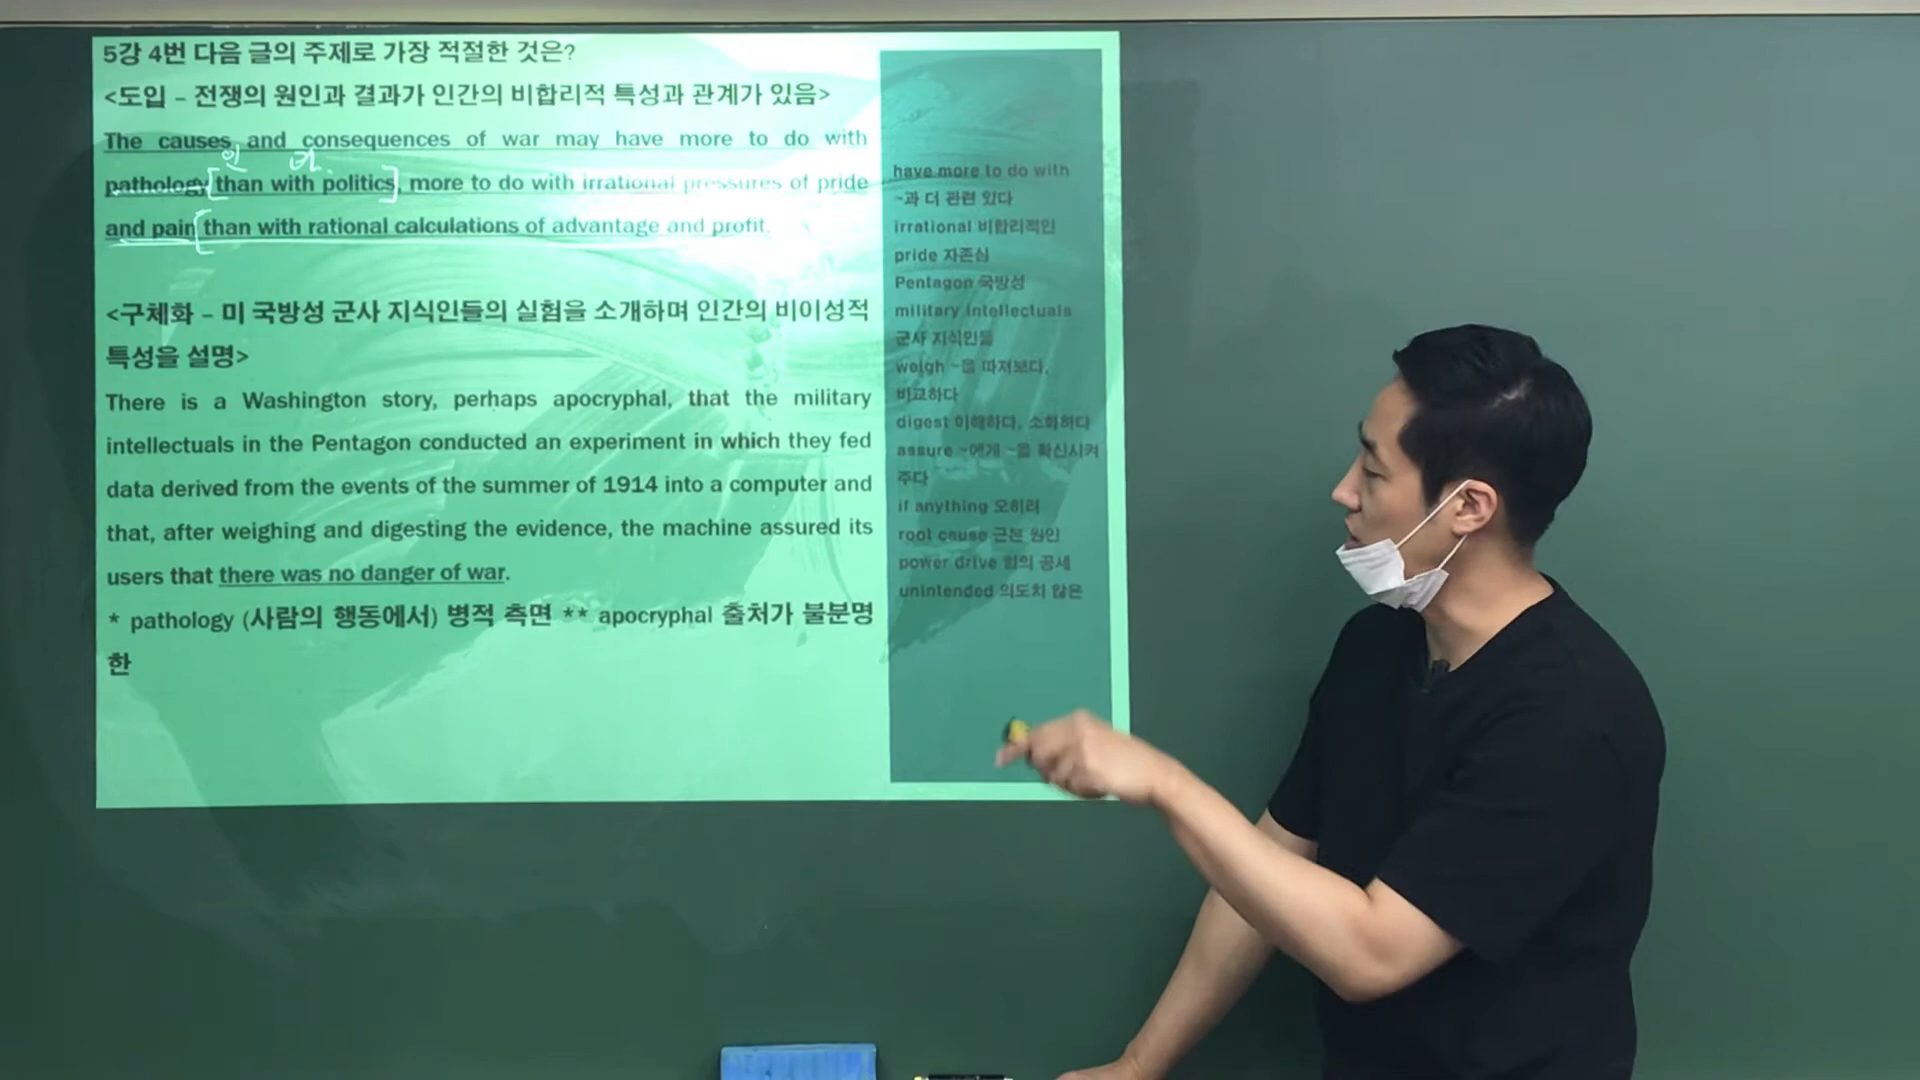 5강 4번 다음 글의 주제로 가장 적절한 것은?
<도입 – 전쟁의 원인과 결과가 인간의 비합리적 특성과 관계가 있음>
The causes and consequences of war may have more to do with
pathology [than with politics], more to do with irrational pressures of pride
and pain [than with rational calculations of advantage and profit.
<구체화 – 미 국방성 군사 지식인들의 실험을 소개하며 인간의 비이성적
특성을 설명>
There is a Washington story, perhaps apocryphal, that the military
intellectuals in the Pentagon conducted an experiment in which they fed
data derived from the events of the summer of 1914 into a computer and
that, after weighing and digesting the evidence, the machine assured its
users that there was no danger of war.
* pathology (사람의 행동에서) 병적 측면 ** apocryphal 출처가 불분명
한
have more to do with
~과 더 관련 있다
irrational 비합리적인
pride 자존심
Pentagon 국방성
military intellectuals
군사 지식인들
weigh ~을 따져보다,
비교하다
digest 이해하다, 소화하다
assure ~에게 ~을 확신시켜
주다
if anything 오히려
root cause 근본 원인
power drive 힘의 공세
unintended 의도치 않은